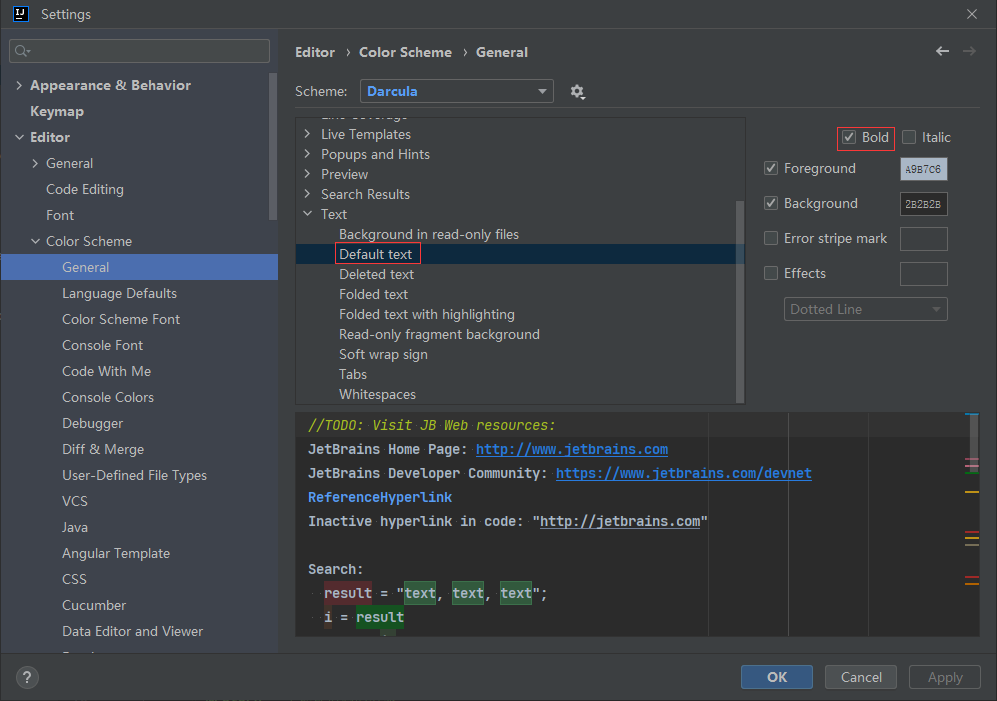 Settings
Appearance & Behavior
Keymap
Editor
General
Code Editing
Font
Color Scheme
General
Language Defaults
Color Scheme Font
Console Font
Code With Me
Console Colors
Debugger
Diff & Merge
User-Defined File Types
VCS
Java
Angular Template
CSS
Cucumber
Data Editor and Viewer
Editor › Color Scheme › General
Scheme: Darcula
Line Coverage
Live Templates
Popups and Hints
Preview
Search Results
Text
Background in read-only files
Default text
Deleted text
Folded text
Folded text with highlighting
Read-only fragment background
Soft wrap sign
Tabs
Whitespaces
Bold Italic
Foreground A9B7C6
Background 2B2B2B
Error stripe mark
Effects
Dotted Line
//TODO: Visit JB Web resources:
JetBrains Home Page: http://www.jetbrains.com
JetBrains Developer Community: https://www.jetbrains.com/devnet
ReferenceHyperlink
Inactive hyperlink in code: "http://jetbrains.com"
Search:
result = "text, text, text";
i = result
? OK Cancel Apply